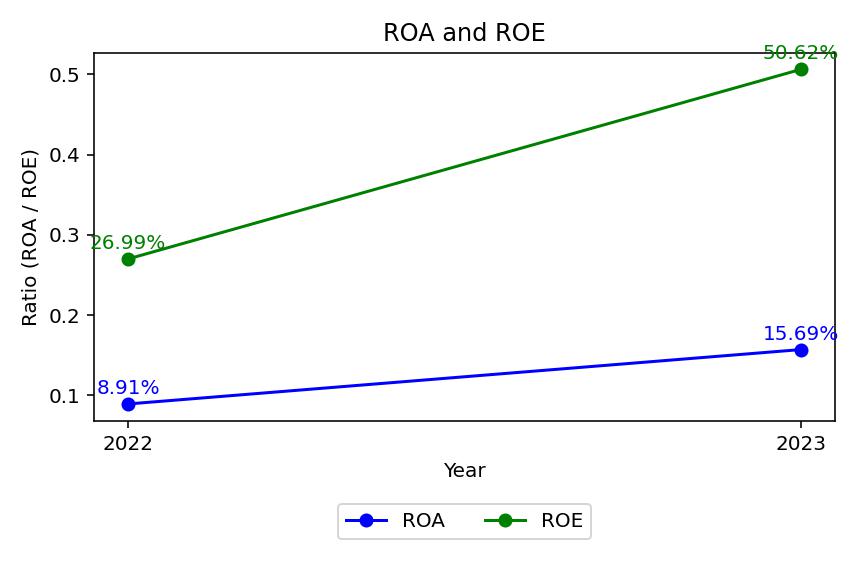 ROA and ROE
50.62%
0.5
0.4
0.3
26.99%
0.2
15.69%
8.91%
0.1
Ratio (ROA / ROE)
2022
2023
Year
ROA
ROE